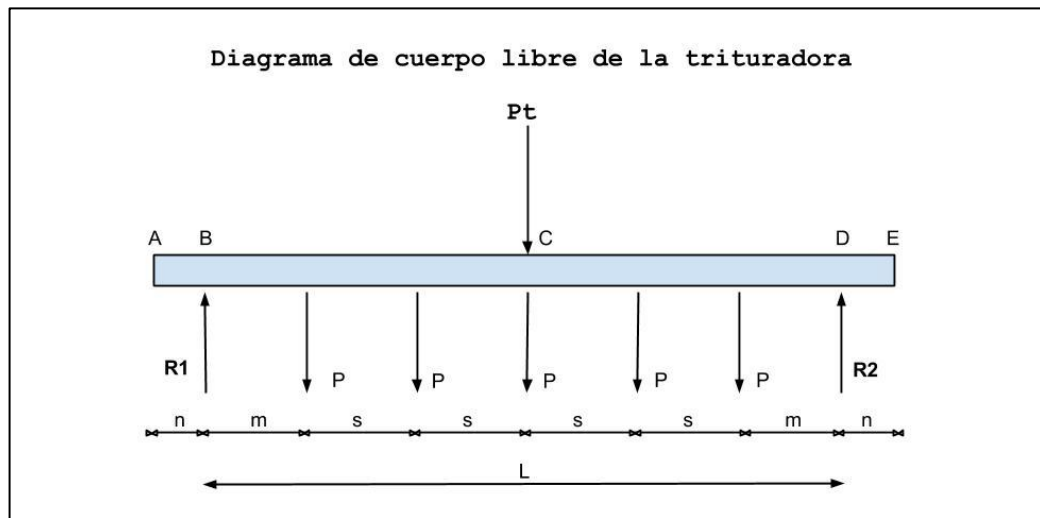 Diagrama de cuerpo libre de la trituradora
Pt
A B C D E
R1 P P P P P R2
n m s s s s m n
L